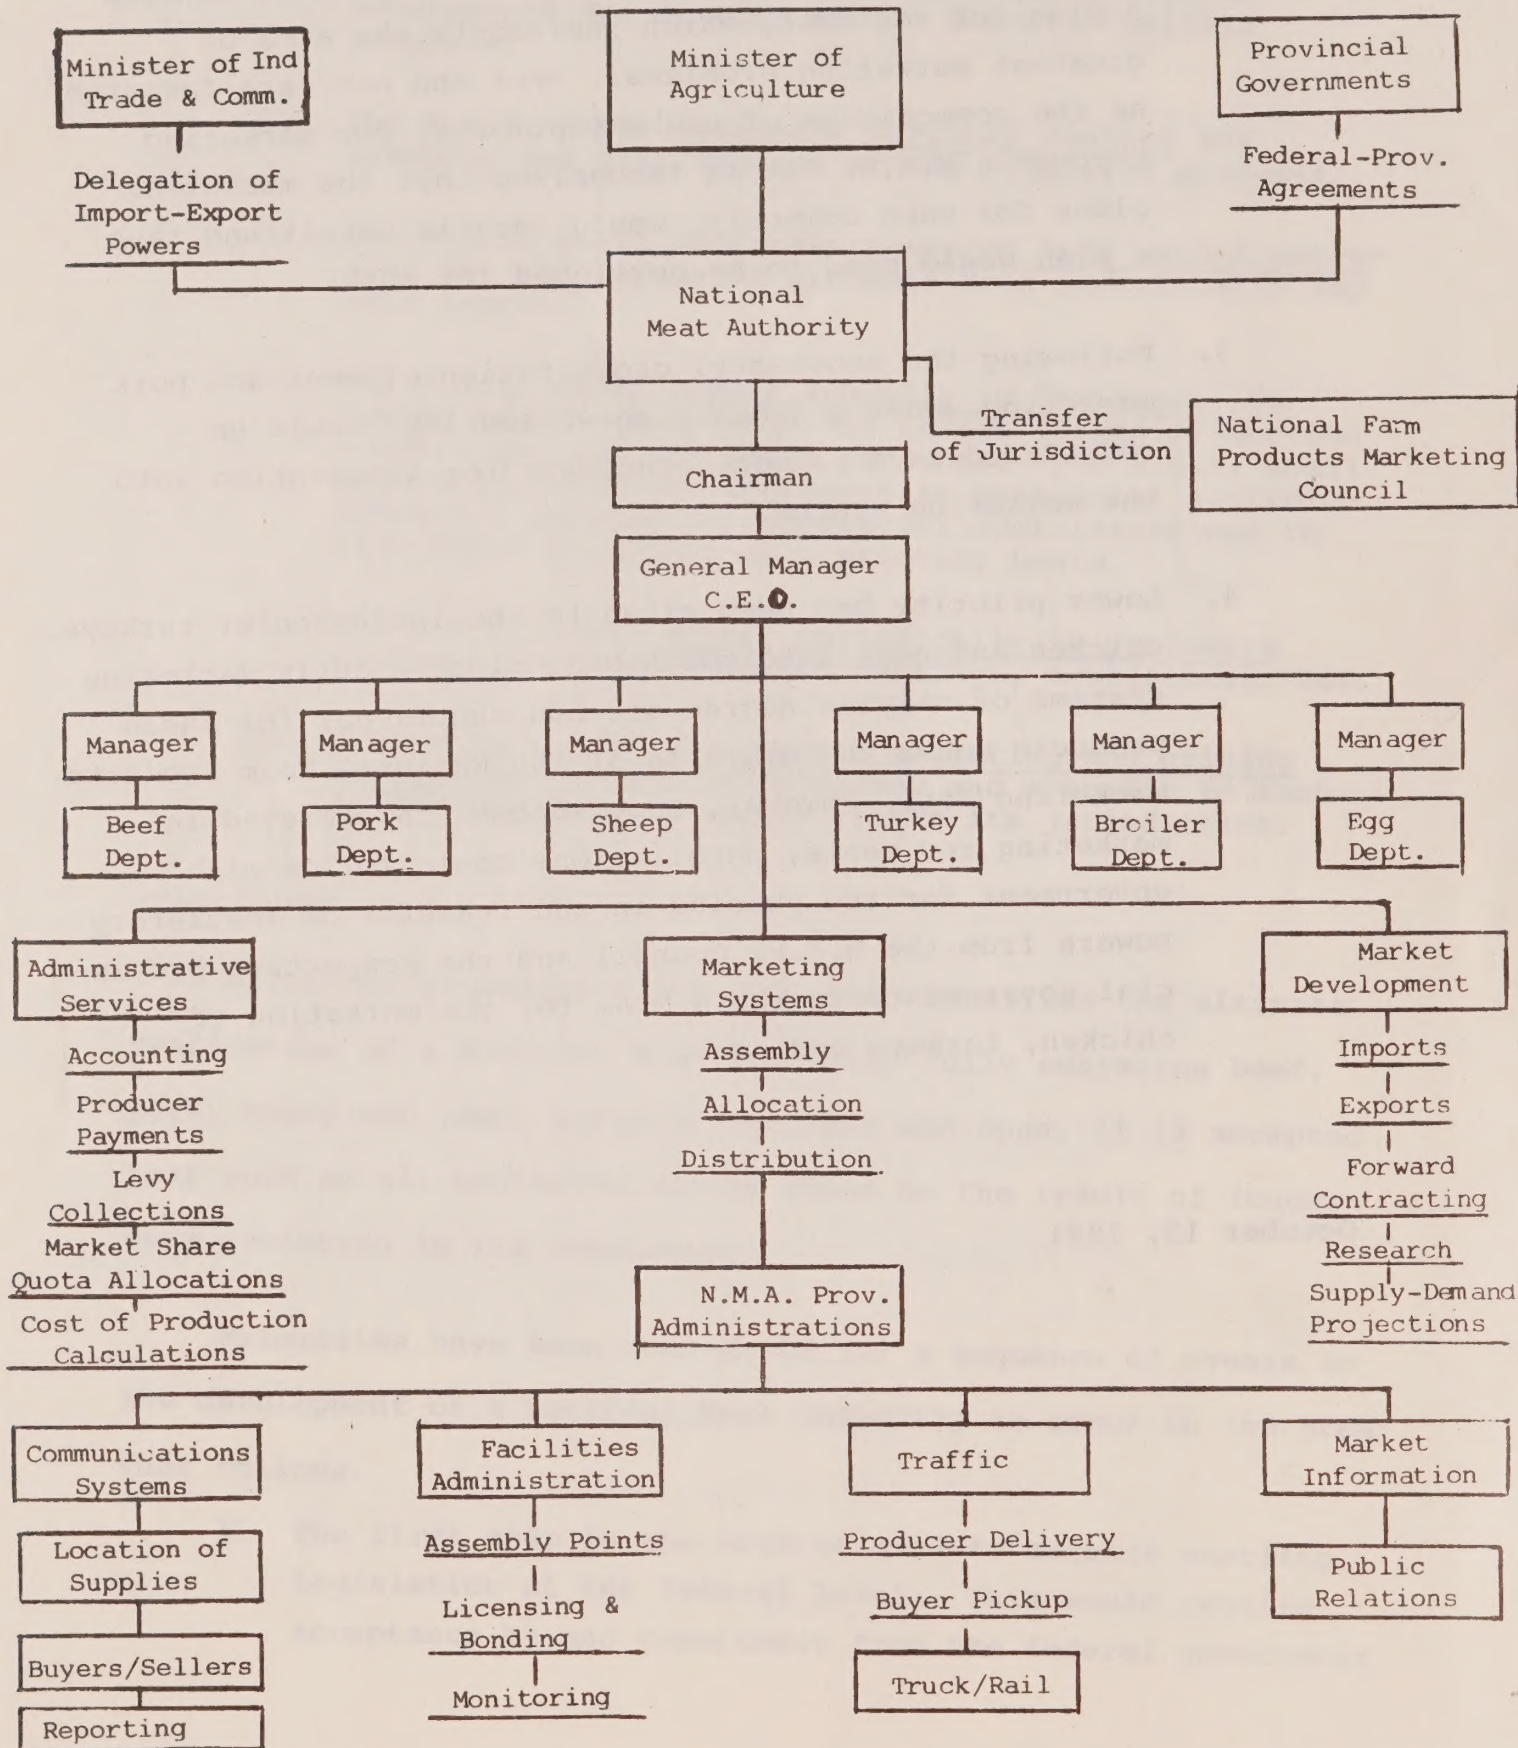 Minister of Ind
Trade & Comm.
Minister of
Agriculture
Provincial
Governments
Delegation of
Import-Export
Powers
Federal-Prov.
Agreements
National
Meat Authority
Transfer
of Jurisdiction
National Farm
Products Marketing
Council
Chairman
General Manager
C.E.O.
Manager
Manager
Manager
Manager
Manager
Manager
Beef
Dept.
Pork
Dept.
Sheep
Dept.
Turkey
Dept.
Broiler
Dept.
Egg
Dept.
Administrative
Services
Accounting
Producer
Payments
Levy
Collections
Market Share
Quota Allocations
Cost of Production
Calculations
Marketing
Systems
Assembly
Allocation
Distribution
Market
Development
Imports
Exports
Forward
Contracting
Research
Supply-Demand
Projections
N.M.A. Prov.
Administrations
Communications
Systems
Location of
Supplies
Buyers/Sellers
Reporting
Facilities
Administration
Assembly Points
Licensing &
Bonding
Monitoring
Traffic
Producer Delivery
Buyer Pickup
Truck/Rail
Market
Information
Public
Relations